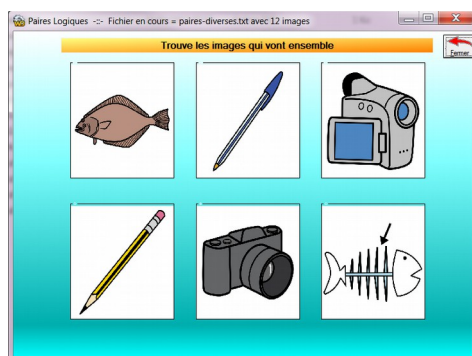 Paires Logiques -:- Fichier en cours = paires-diverses.txt avec 12 images
Trouve les images qui vont ensemble
Fermer